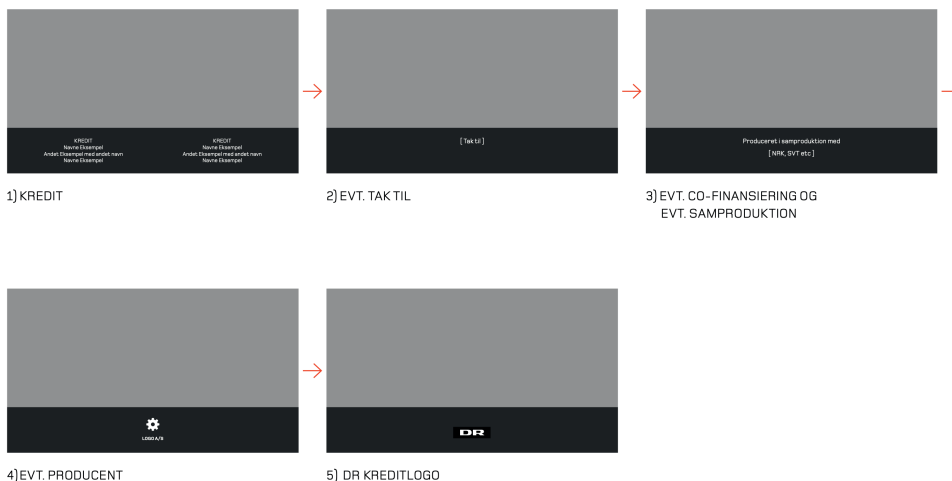 KREDIT
Navne Eksempel
Andet Eksempel med andet navn
Navne Eksempel
KREDIT
Navne Eksempel
Andet Eksempel med andet navn
Navne Eksempel
1) KREDIT
[ Tak til ]
2) EVT. TAK TIL
Produceret i samproduktion med
[ NRK, SVT etc ]
3) EVT. CO-FINANSIERING OG
EVT. SAMPRODUKTION
LOGO A/S
4) EVT. PRODUCENT
DR
5) DR KREDITLOGO